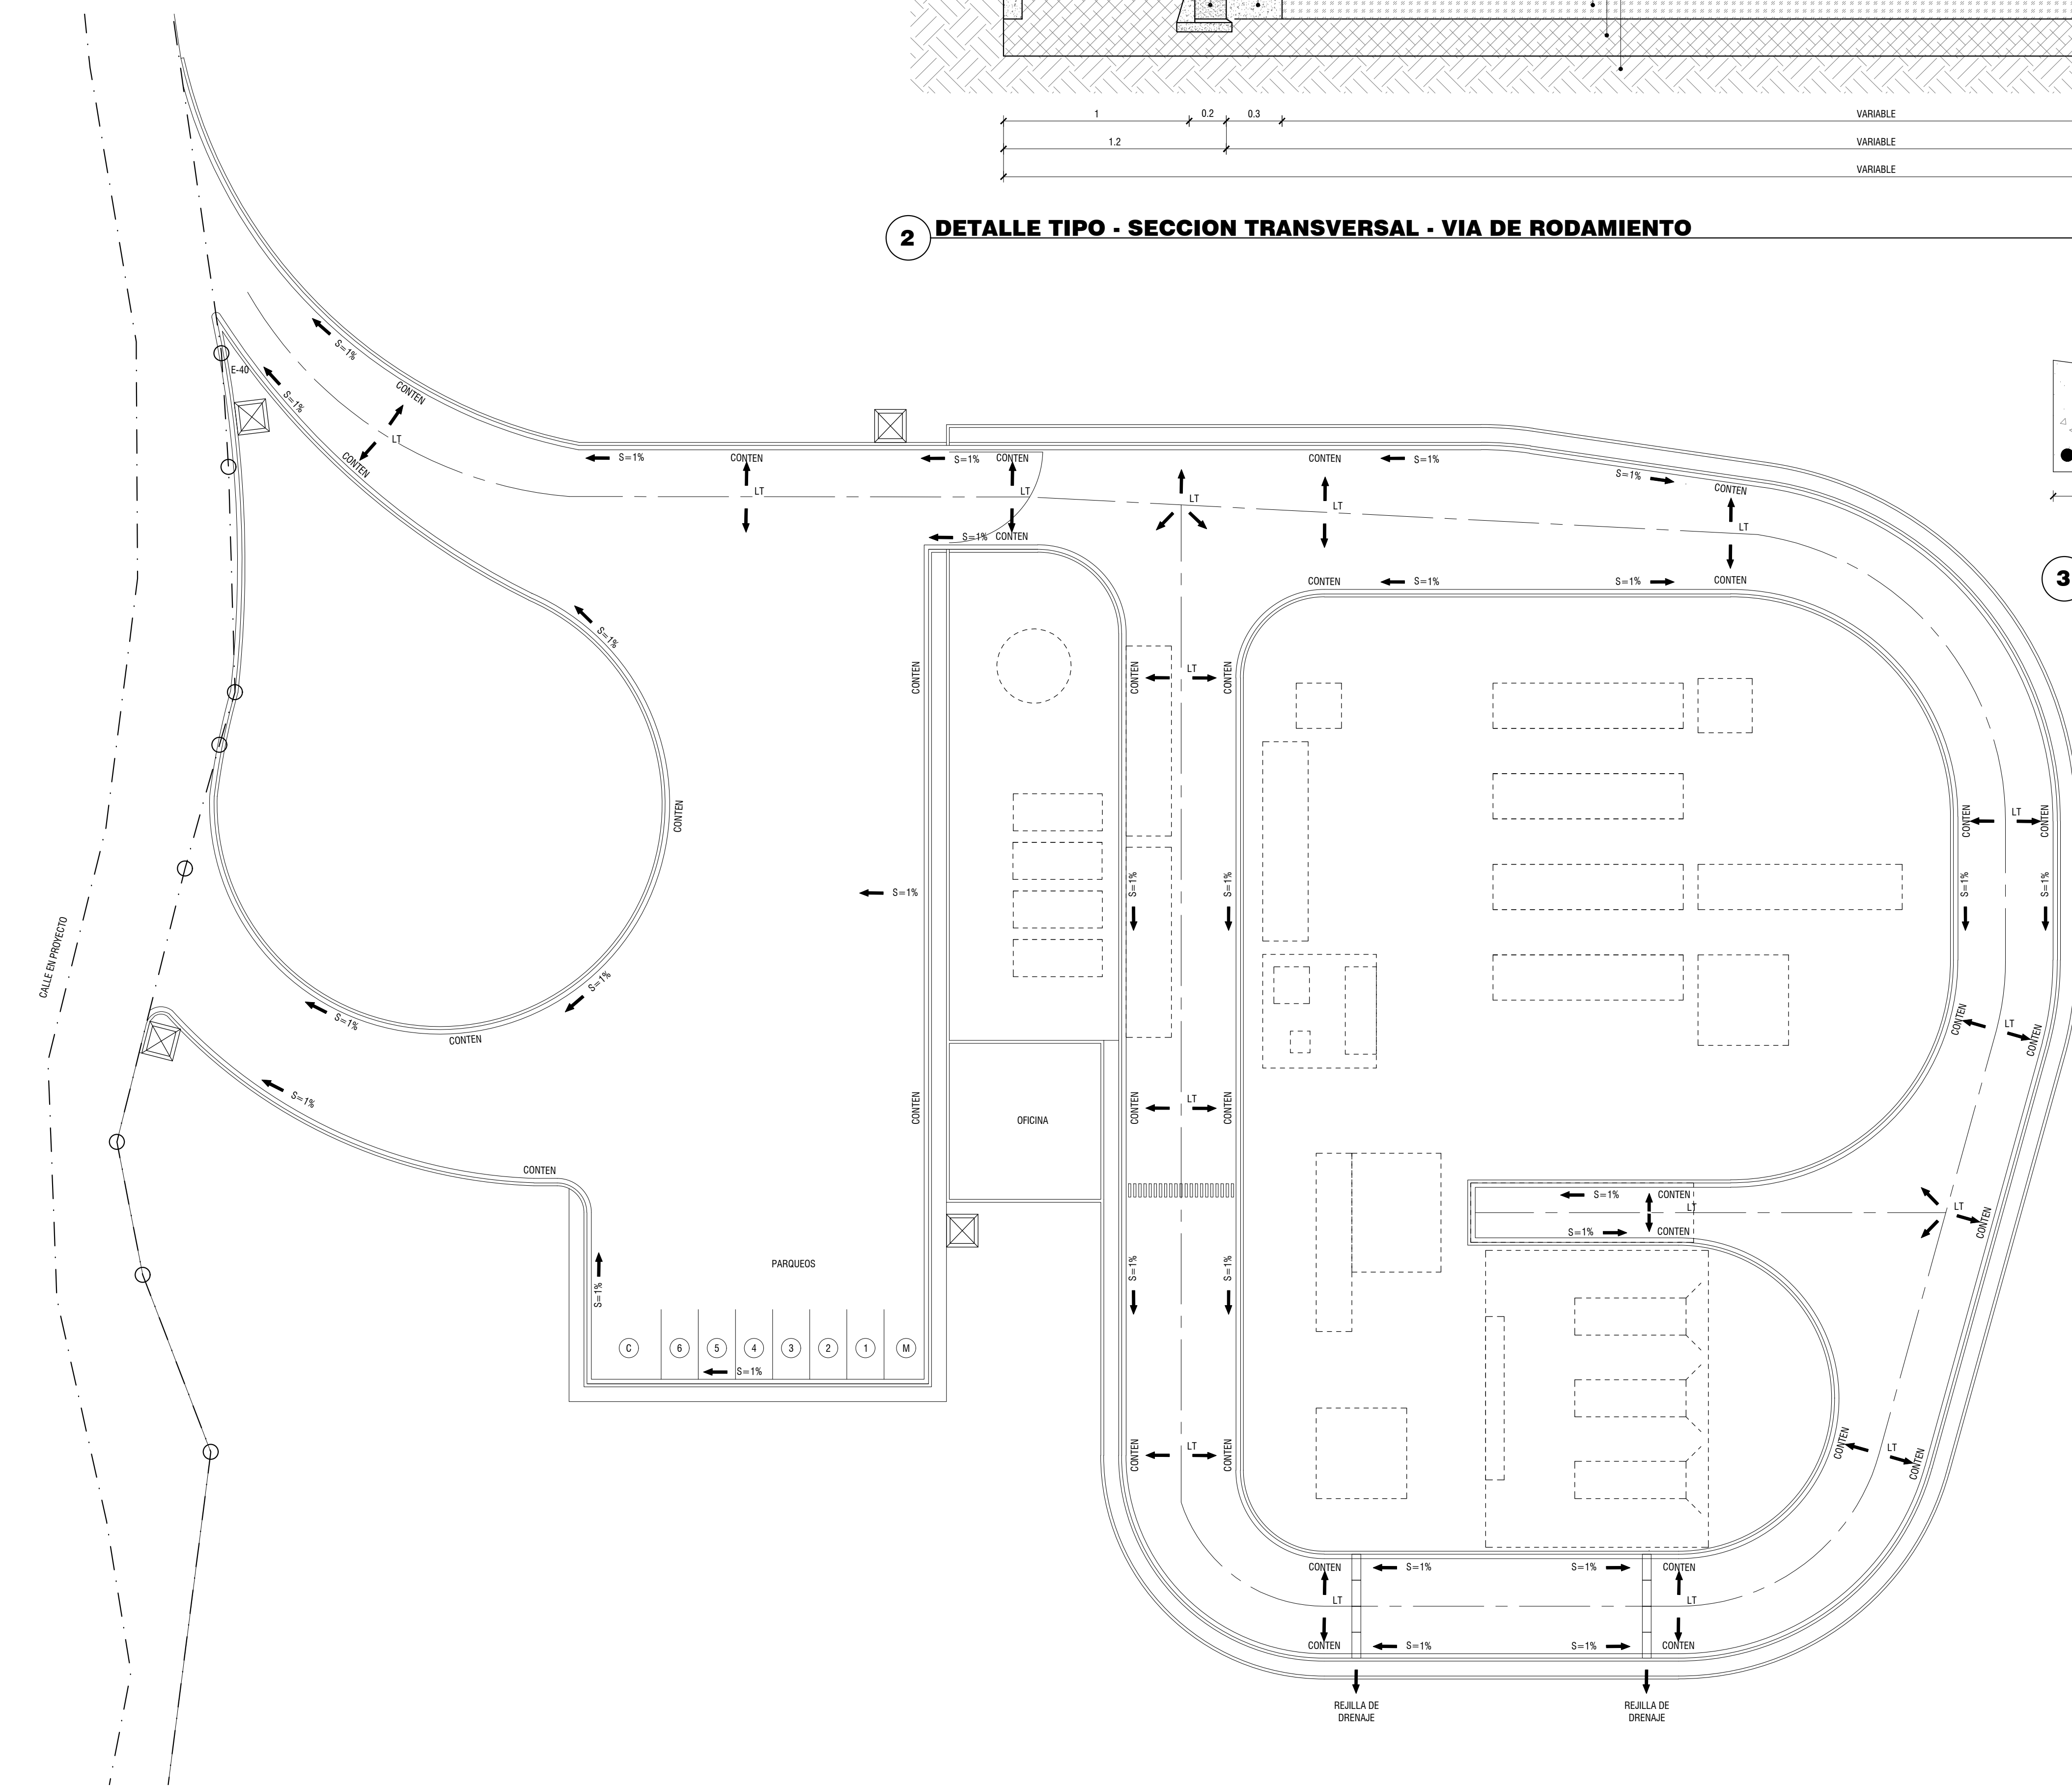 1
0.2
0.3
VARIABLE
1.2
VARIABLE
VARIABLE
2
DETALLE TIPO - SECCION TRANSVERSAL - VIA DE RODAMIENTO
S=1%
E-40
S=1%
CONTEN
LT
CONTEN
S=1%
CONTEN
S=1%
CONTEN
CONTEN
S=1%
S=1%
CONTEN
LT
LT
LT
LT
LT
S=1%
CONTEN
3
CONTEN
S=1%
S=1%
CONTEN
S=1%
CONTEN
CONTEN
LT
CONTEN
CONTEN
CONTEN
LT
CONTEN
S=1%
S=1%
S=1%
S=1%
S=1%
CALLE EN PROYECTO
S=1%
S=1%
CONTEN
CONTEN
LT
CONTEN
S=1%
CONTEN
CONTEN
LT
CONTEN
OFICINA
CONTEN
S=1%
CONTEN
LT
LT
CONTEN
S=1%
CONTEN
PARQUEOS
S=1%
S=1%
S=1%
C
6
5
4
3
2
1
M
S=1%
CONTEN
LT
CONTEN
CONTEN
LT
CONTEN
CONTEN
S=1%
S=1%
CONTEN
LT
LT
CONTEN
S=1%
S=1%
CONTEN
REJILLA DE
DRENAJE
REJILLA DE
DRENAJE